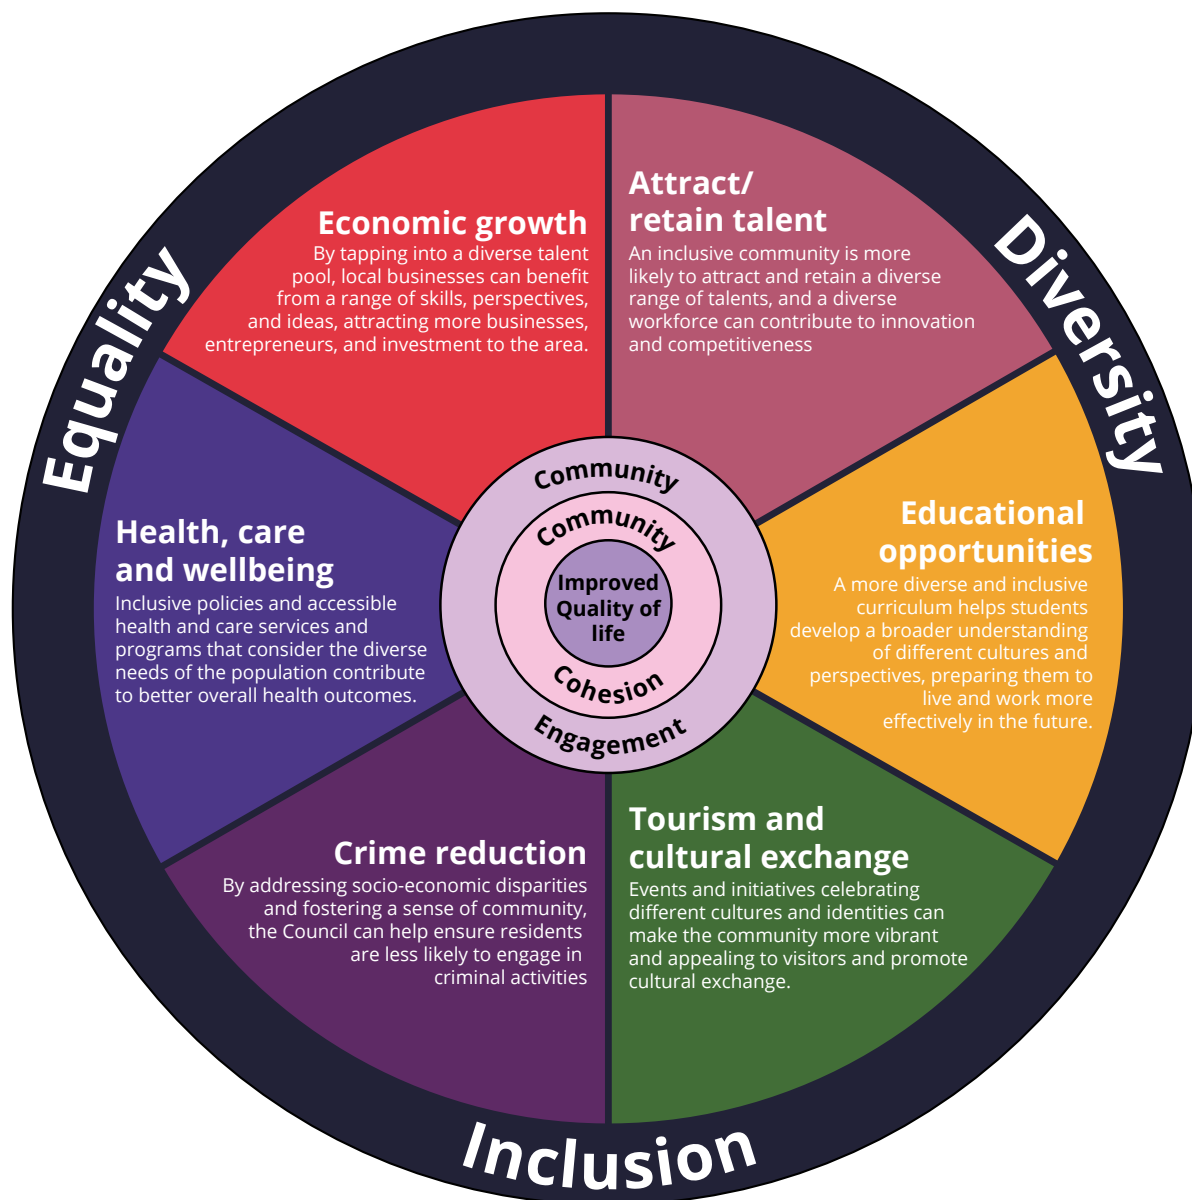 Equality
Diversity
Inclusion
Economic growth
By tapping into a diverse talent
pool, local businesses can benefit
from a range of skills, perspectives,
and ideas, attracting more businesses,
entrepreneurs, and investment to the area.
Attract/
retain talent
An inclusive community is more
likely to attract and retain a diverse
range of talents, and a diverse
workforce can contribute to innovation
and competitiveness
Health, care
and wellbeing
Inclusive policies and accessible
health and care services and
programs that consider the diverse
needs of the population contribute
to better overall health outcomes.
Community
Community
Improved
Quality of
life
Cohesion
Engagement
Educational
opportunities
A more diverse and inclusive
curriculum helps students
develop a broader understanding
of different cultures and
perspectives, preparing them to
live and work more
effectively in the future.
Crime reduction
By addressing socio-economic disparities
and fostering a sense of community,
the Council can help ensure residents
are less likely to engage in
criminal activities
Tourism and
cultural exchange
Events and initiatives celebrating
different cultures and identities can
make the community more vibrant
and appealing to visitors and promote
cultural exchange.